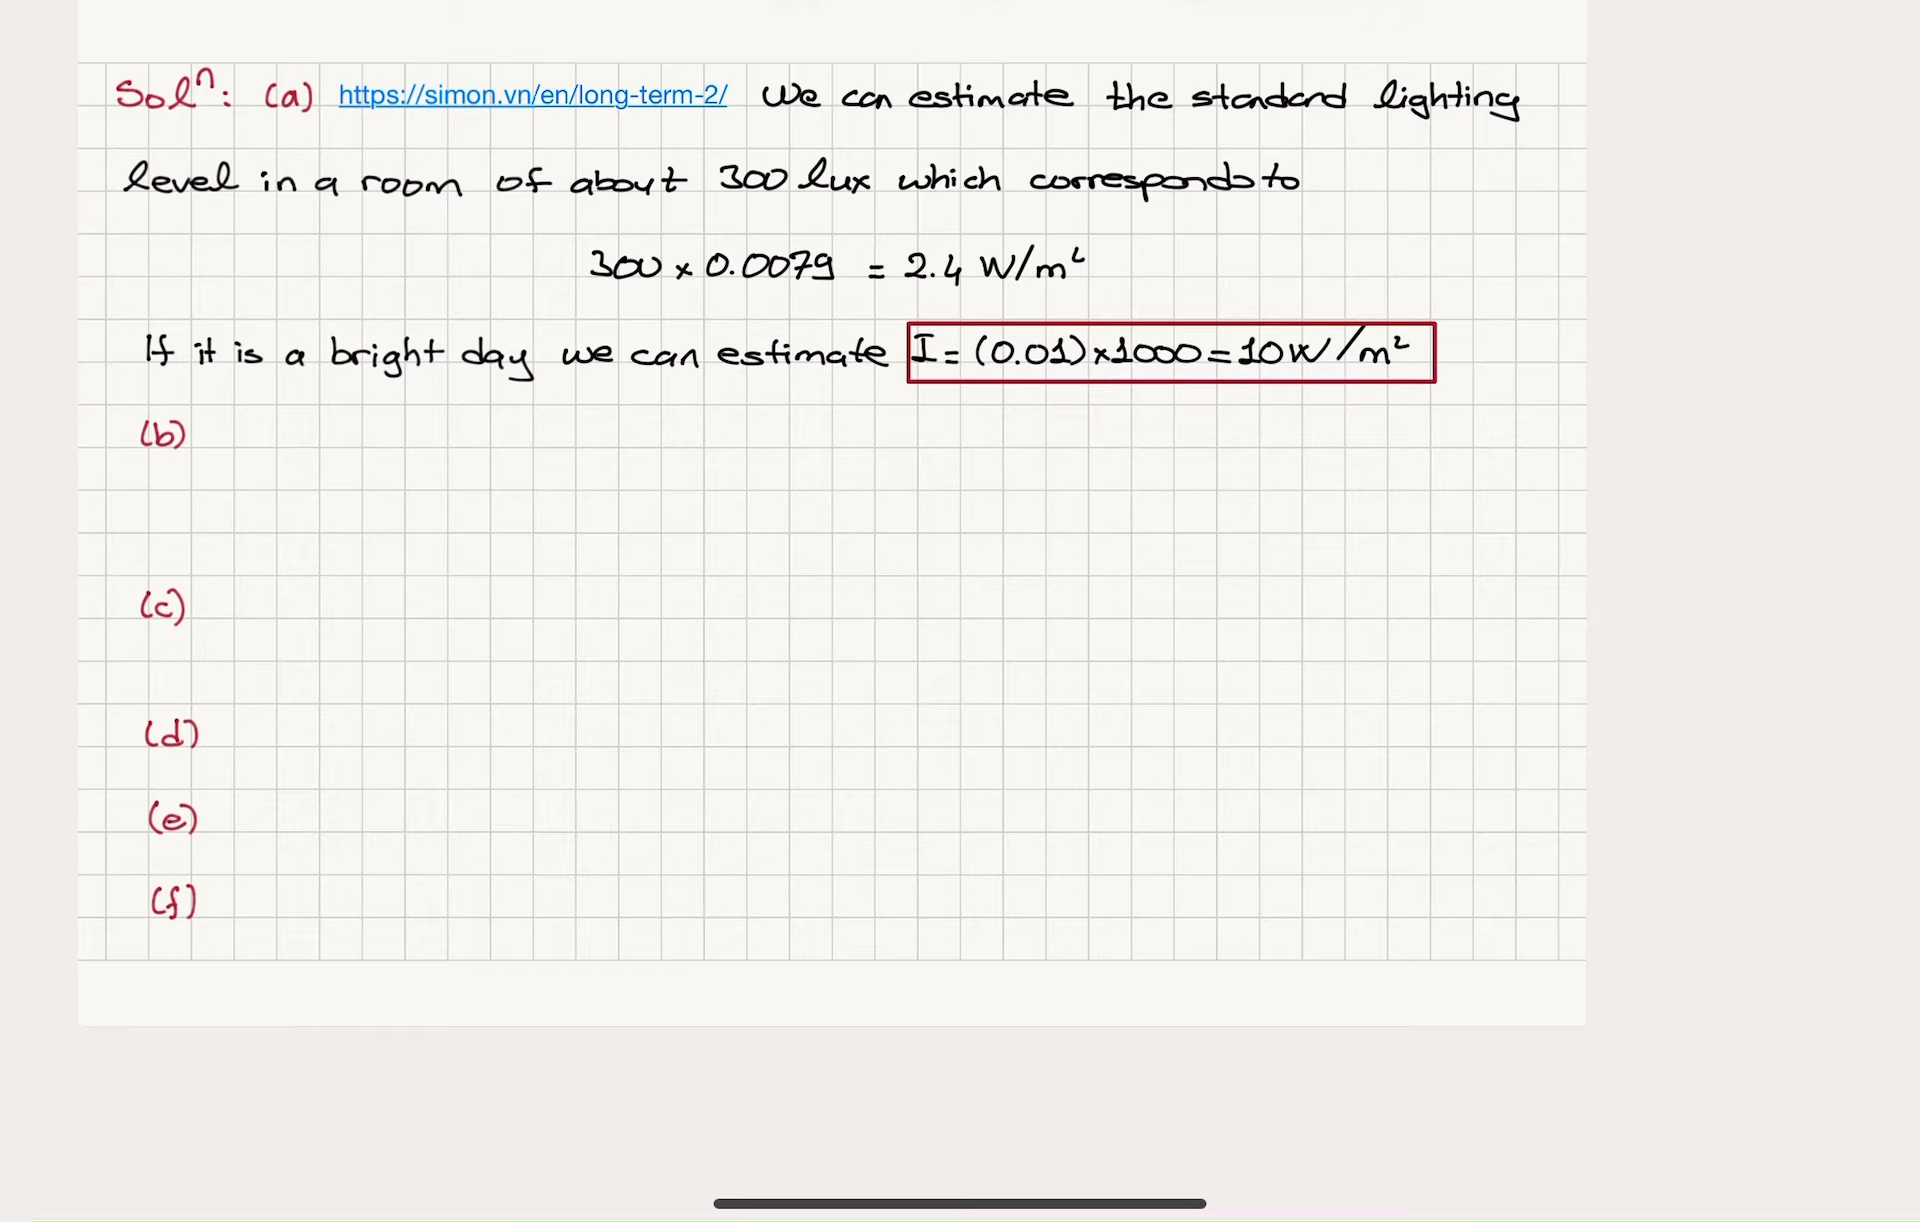 Solⁿ: (a) https://simon.vn/en/long-term-2/ We can estimate the standard lighting
level in a room of about 300 lux which corresponds to
300 × 0.0079 = 2.4 W/m²
If it is a bright day we can estimate I = (0.01)×1000 = 10 W/m²
(b)
(c)
(d)
(e)
(f)